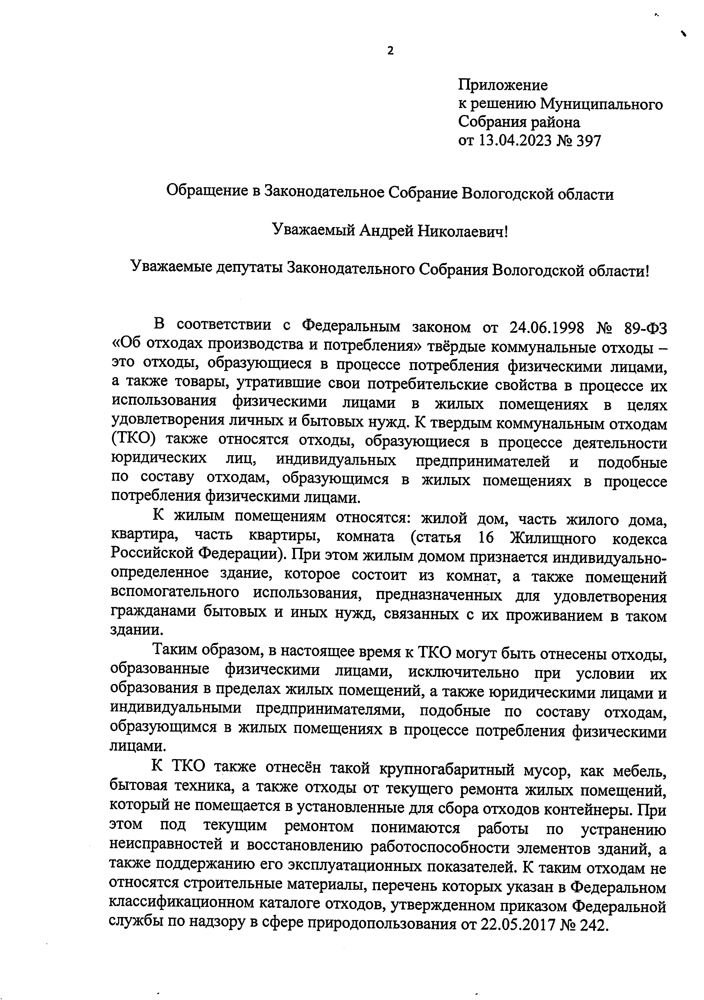 2
Приложение
к решению Муниципального
Собрания района
от 13.04.2023 № 397
Обращение в Законодательное Собрание Вологодской области
Уважаемый Андрей Николаевич!
Уважаемые депутаты Законодательного Собрания Вологодской области!
В соответствии с Федеральным законом от 24.06.1998 № 89-ФЗ
«Об отходах производства и потребления» твёрдые коммунальные отходы –
это отходы, образующиеся в процессе потребления физическими лицами,
а также товары, утратившие свои потребительские свойства в процессе их
использования физическими лицами в жилых помещениях в целях
удовлетворения личных и бытовых нужд. К твердым коммунальным отходам
(ТКО) также относятся отходы, образующиеся в процессе деятельности
юридических лиц, индивидуальных предпринимателей и подобные
по составу отходам, образующимся в жилых помещениях в процессе
потребления физическими лицами.
К жилым помещениям относятся: жилой дом, часть жилого дома,
квартира, часть квартиры, комната (статья 16 Жилищного кодекса
Российской Федерации). При этом жилым домом признается индивидуально-
определенное здание, которое состоит из комнат, а также помещений
вспомогательного использования, предназначенных для удовлетворения
гражданами бытовых и иных нужд, связанных с их проживанием в таком
здании.
Таким образом, в настоящее время к ТКО могут быть отнесены отходы,
образованные физическими лицами, исключительно при условии их
образования в пределах жилых помещений, а также юридическими лицами и
индивидуальными предпринимателями, подобные по составу отходам,
образующимся в жилых помещениях в процессе потребления физическими
лицами.
К ТКО также отнесён такой крупногабаритный мусор, как мебель,
бытовая техника, а также отходы от текущего ремонта жилых помещений,
который не помещается в установленные для сбора отходов контейнеры. При
этом под текущим ремонтом понимаются работы по устранению
неисправностей и восстановлению работоспособности элементов зданий, а
также поддержанию его эксплуатационных показателей. К таким отходам не
относятся строительные материалы, перечень которых указан в Федеральном
классификационном каталоге отходов, утвержденном приказом Федеральной
службы по надзору в сфере природопользования от 22.05.2017 № 242.